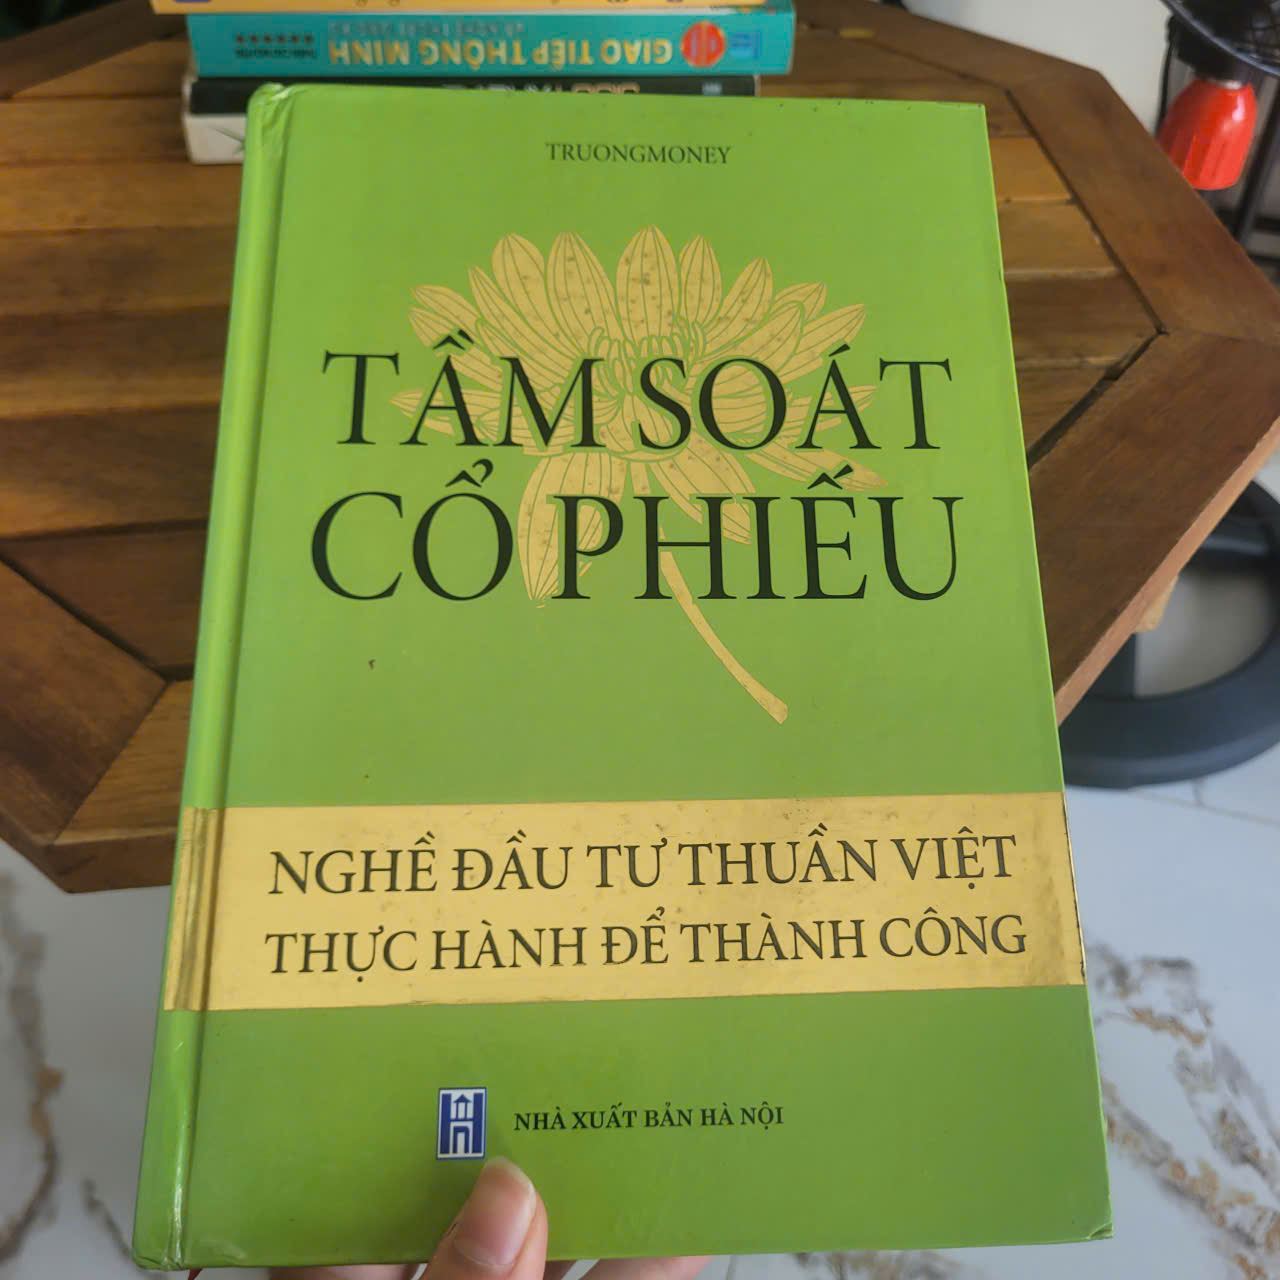 GIAO TIẾP THÔNG MINH
TRUONGMONEY
TẦM SOÁT
CỔ PHIẾU
NGHỀ ĐẦU TƯ THUẦN VIỆT
THỰC HÀNH ĐỂ THÀNH CÔNG
NHÀ XUẤT BẢN HÀ NỘI